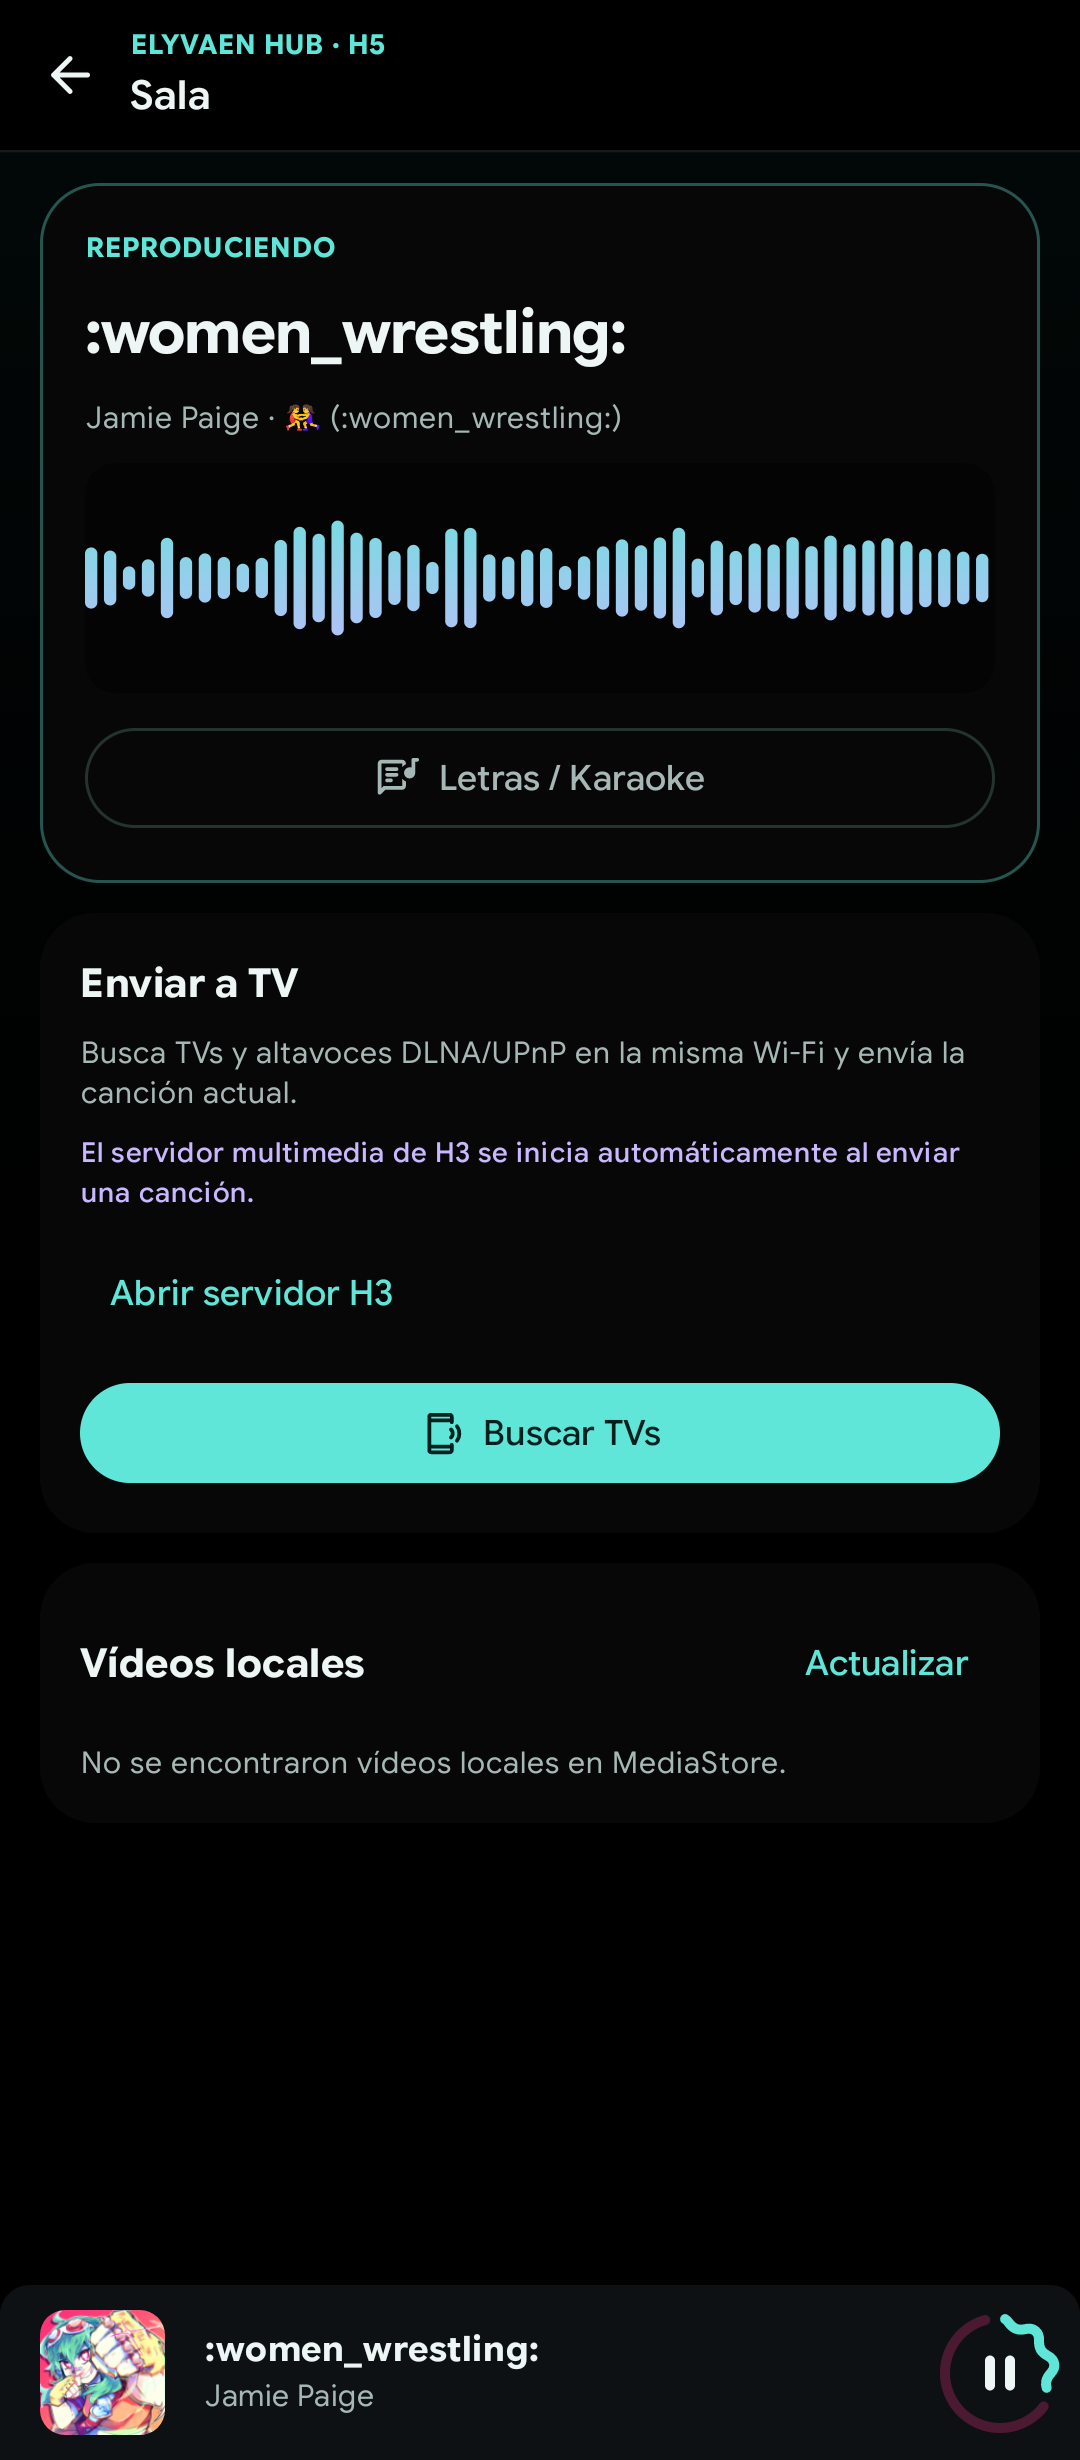 ELYVAEN HUB · H5
Sala
REPRODUCIENDO
:women_wrestling:
Jamie Paige · 🤼‍♀️ (:women_wrestling:)
Letras / Karaoke
Enviar a TV
Busca TVs y altavoces DLNA/UPnP en la misma Wi-Fi y envía la
canción actual.
El servidor multimedia de H3 se inicia automáticamente al enviar
una canción.
Abrir servidor H3
Buscar TVs
Vídeos locales
Actualizar
No se encontraron vídeos locales en MediaStore.
:women_wrestling:
Jamie Paige